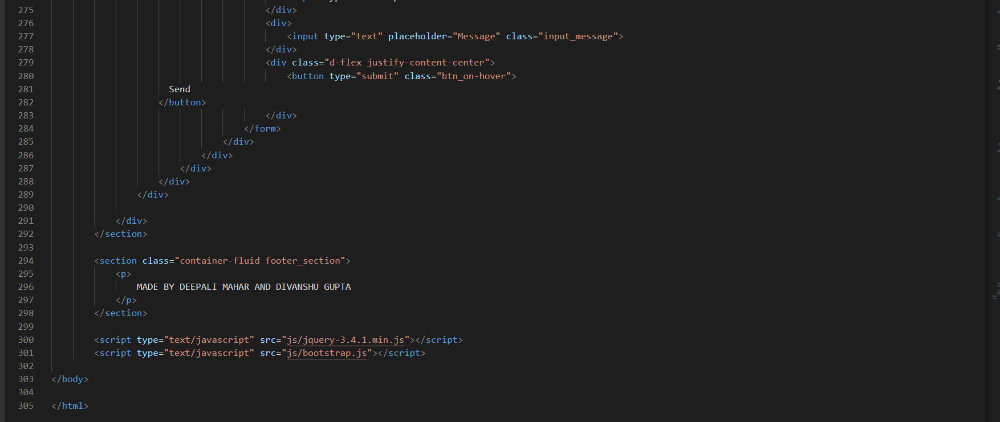 275 </div>
276 <div>
277 <input type="text" placeholder="Message" class="input_message">
278 </div>
279 <div class="d-flex justify-content-center">
280 <button type="submit" class="btn_on-hover">
281 Send
282 </button>
283 </div>
284 </form>
285 </div>
286 </div>
287 </div>
288 </div>
289 </div>
290
291 </div>
292 </section>
293
294 <section class="container-fluid footer_section">
295 <p>
296 MADE BY DEEPALI MAHAR AND DIVANSHU GUPTA
297 </p>
298 </section>
299
300 <script type="text/javascript" src="js/jquery-3.4.1.min.js"></script>
301 <script type="text/javascript" src="js/bootstrap.js"></script>
302
303 </body>
304
305 </html>